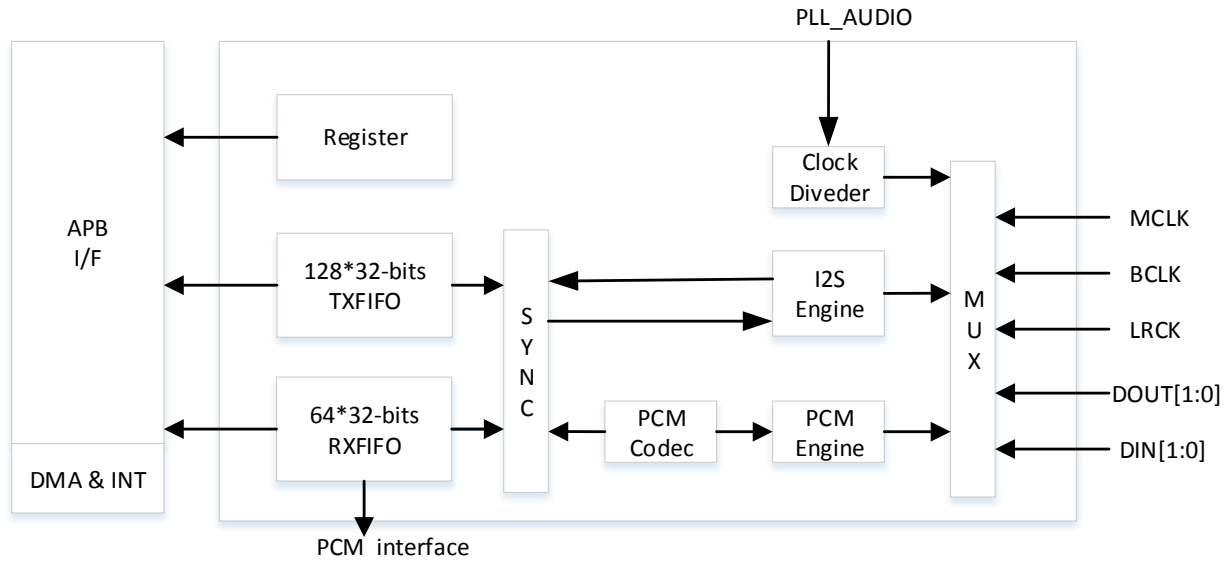 PLL_AUDIO
APB
I/F
DMA & INT
Register
128*32-bits
TXFIFO
64*32-bits
RXFIFO
PCM interface
S
Y
N
C
Clock
Diveder
I2S
Engine
PCM
Codec
PCM
Engine
M
U
X
MCLK
BCLK
LRCK
DOUT[1:0]
DIN[1:0]